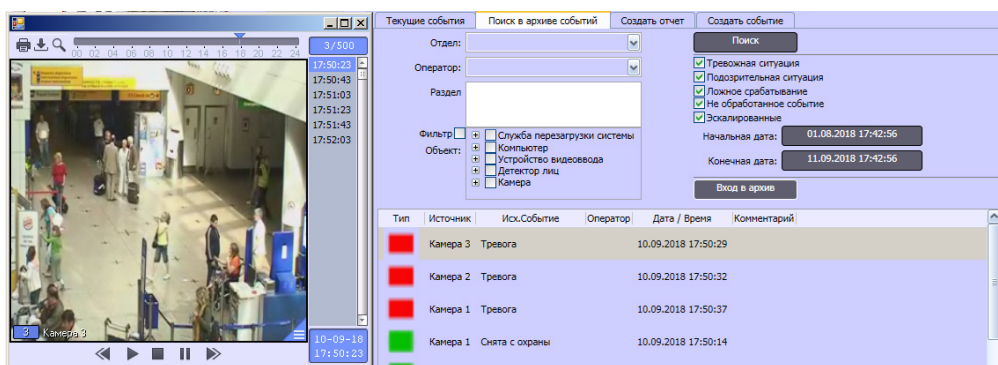 00 02 04 06 08 10 12 14 16 18 20 22 24
3/500
17:50:23
17:50:43
17:51:03
17:51:23
17:51:43
17:52:03
3 Камера 3
10-09-18
17:50:23
Текущие события Поиск в архиве событий Создать отчет Создать событие
Отдел:
Оператор:
Раздел
Фильтр
Объект:
Служба перезагрузки системы
Компьютер
Устройство видеоввода
Детектор лиц
Камера
Поиск
Тревожная ситуация
Подозрительная ситуация
Ложное срабатывание
Не обработанное событие
Эскалированные
Начальная дата: 01.08.2018 17:42:56
Конечная дата: 11.09.2018 17:42:56
Вход в архив
Тип Источник Исх.Событие Оператор Дата / Время Комментарий
Камера 3 Тревога 10.09.2018 17:50:29
Камера 2 Тревога 10.09.2018 17:50:32
Камера 1 Тревога 10.09.2018 17:50:37
Камера 1 Снята с охраны 10.09.2018 17:50:14